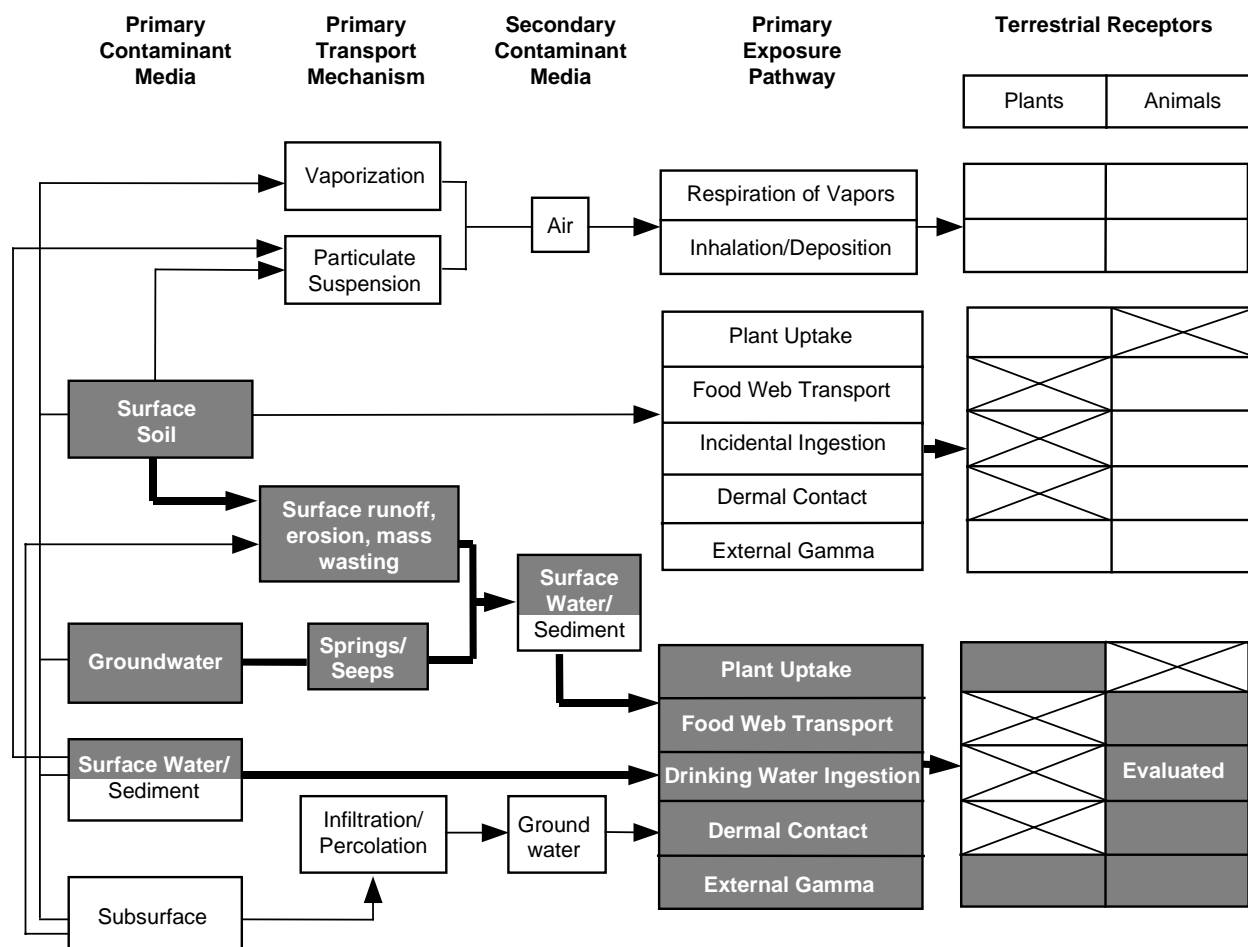 Primary
Contaminant
Media
Primary
Transport
Mechanism
Secondary
Contaminant
Media
Primary
Exposure
Pathway
Terrestrial Receptors
Plants
Animals
Vaporization
Respiration of Vapors
Air
Inhalation/Deposition
Particulate
Suspension
Plant Uptake
Food Web Transport
Surface
Soil
Incidental Ingestion
Dermal Contact
Surface runoff,
erosion, mass
wasting
External Gamma
Surface
Water/
Sediment
Groundwater
Springs/
Seeps
Plant Uptake
Food Web Transport
Surface Water/
Sediment
Drinking Water Ingestion
Evaluated
Infiltration/
Percolation
Ground
water
Dermal Contact
External Gamma
Subsurface